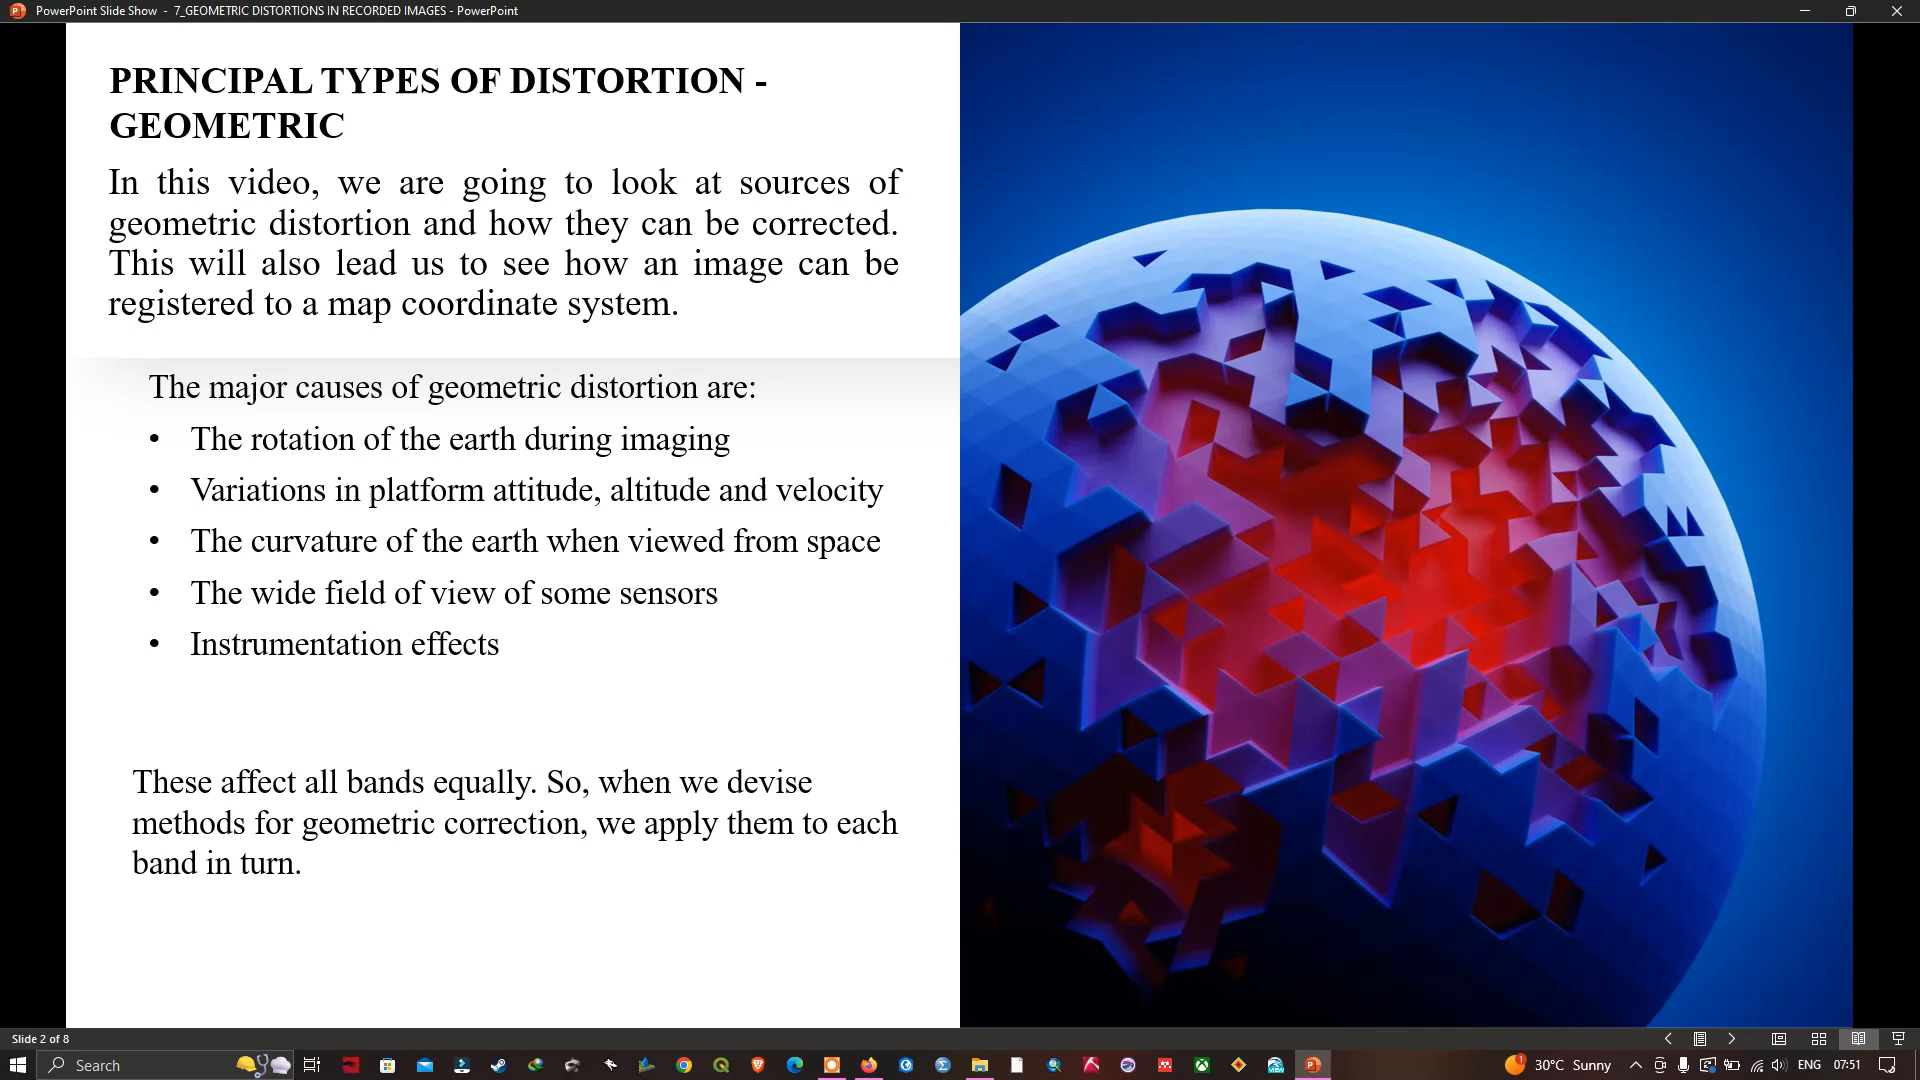 PowerPoint Slide Show - 7_GEOMETRIC DISTORTIONS IN RECORDED IMAGES - PowerPoint
PRINCIPAL TYPES OF DISTORTION -
GEOMETRIC
In this video, we are going to look at sources of
geometric distortion and how they can be corrected.
This will also lead us to see how an image can be
registered to a map coordinate system.
The major causes of geometric distortion are:
• The rotation of the earth during imaging
• Variations in platform attitude, altitude and velocity
• The curvature of the earth when viewed from space
• The wide field of view of some sensors
• Instrumentation effects
These affect all bands equally. So, when we devise
methods for geometric correction, we apply them to each
band in turn.
Slide 2 of 8
Search
1
30°C Sunny
ENG
07:51